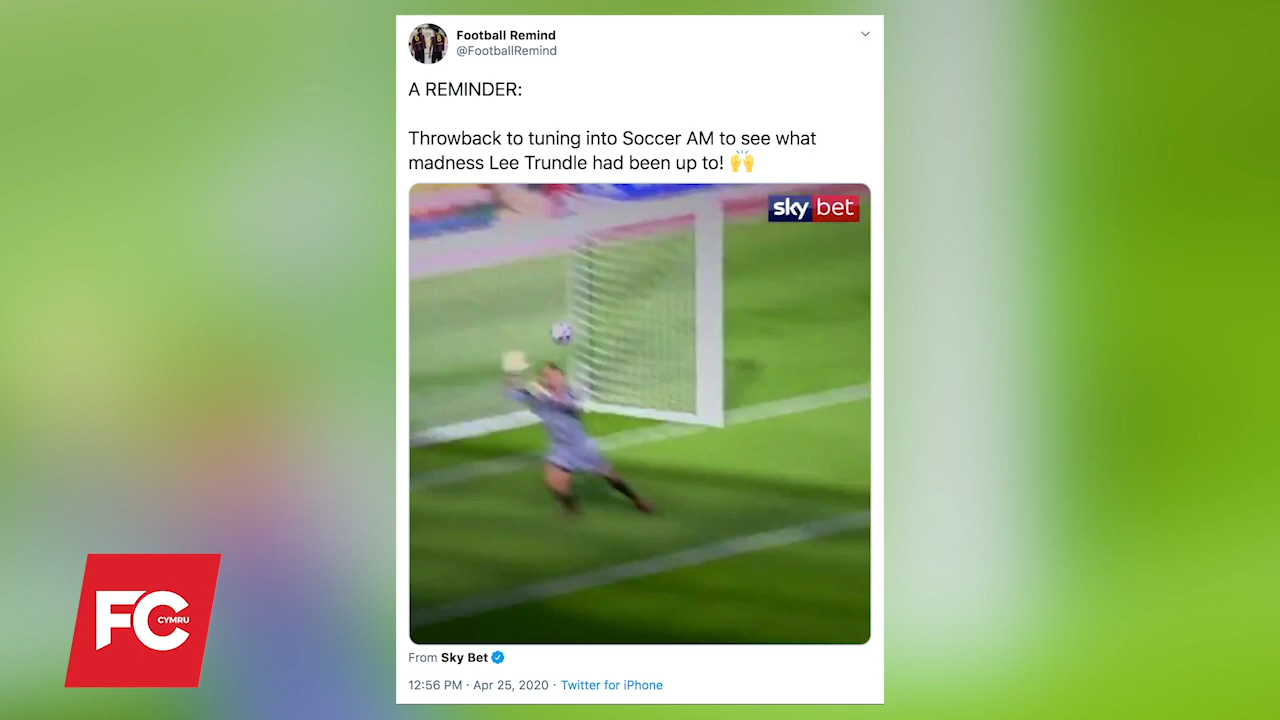 Football Remind
@FootballRemind
A REMINDER:
Throwback to tuning into Soccer AM to see what
madness Lee Trundle had been up to! 🙌
sky bet
From Sky Bet
12:56 PM · Apr 25, 2020 · Twitter for iPhone
FC CYMRU